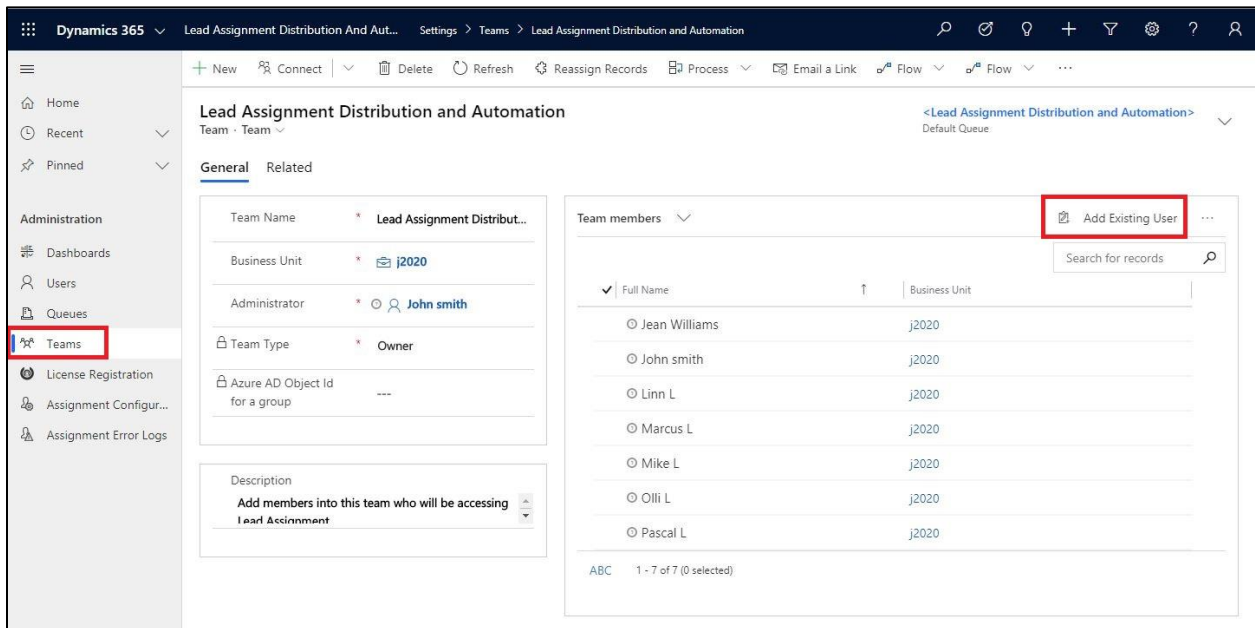 Dynamics 365 Lead Assignment Distribution And Aut... Settings > Teams > Lead Assignment Distribution and Automation
New Connect Delete Refresh Reassign Records Process Email a Link Flow Flow ...
Home
Recent
Pinned
Administration
Dashboards
Users
Queues
Teams
License Registration
Assignment Configur...
Assignment Error Logs
Lead Assignment Distribution and Automation
Team · Team
<Lead Assignment Distribution and Automation>
Default Queue
General Related
Team Name * Lead Assignment Distribut...
Business Unit * j2020
Administrator * John smith
Team Type * Owner
Azure AD Object Id
for a group ---
Description
Add members into this team who will be accessing
Lead Assignment
Team members Add Existing User ...
Search for records
Full Name ↑ Business Unit
Jean Williams j2020
John smith j2020
Linn L j2020
Marcus L j2020
Mike L j2020
Olli L j2020
Pascal L j2020
ABC 1 - 7 of 7 (0 selected)